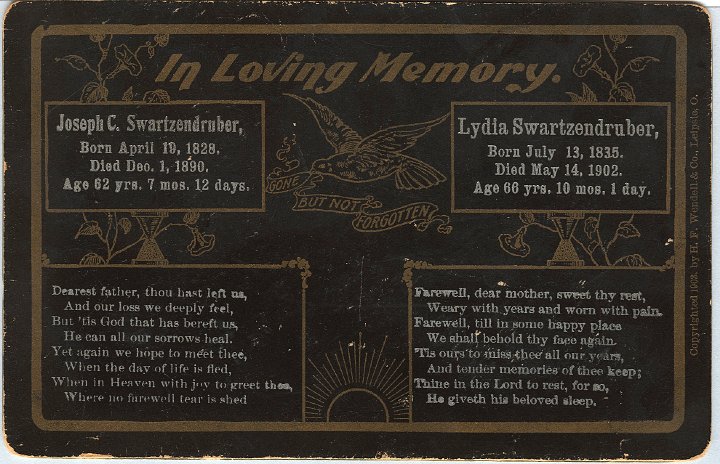 In Loving Memory.
Joseph C. Swartzendruber,
Born April 19, 1828.
Died Dec. 1, 1890.
Age 62 yrs. 7 mos. 12 days.
GONE
BUT NOT
FORGOTTEN
Lydia Swartzendruber,
Born July 13, 1835.
Died May 14, 1902.
Age 66 yrs. 10 mos. 1 day.
Dearest father, thou hast left us,
And our loss we deeply feel,
But 'tis God that has bereft us,
He can all our sorrows heal.
Yet again we hope to meet thee,
When the day of life is fled,
When in Heaven with joy to greet thee,
Where no farewell tear is shed
Farewell, dear mother, sweet thy rest,
Weary with years and worn with pain.
Farewell, till in some happy place
We shall behold thy face again.
'Tis ours to miss thee all our years,
And tender memories of thee keep;
Thine in the Lord to rest, for so,
He giveth his beloved sleep.
Copyrighted 1902, by H. F. Wendell & Co., Leipsic, O.